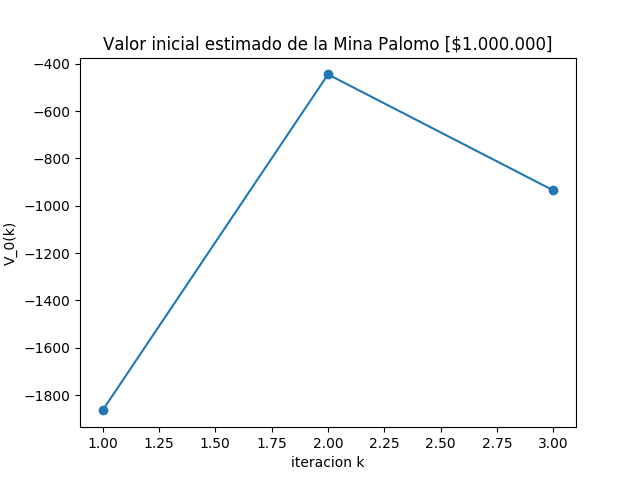 Valor inicial estimado de la Mina Palomo [$1.000.000]
−400
−600
−800
−1000
−1200
−1400
−1600
−1800
V_0(k)
1.00 1.25 1.50 1.75 2.00 2.25 2.50 2.75 3.00
iteracion k